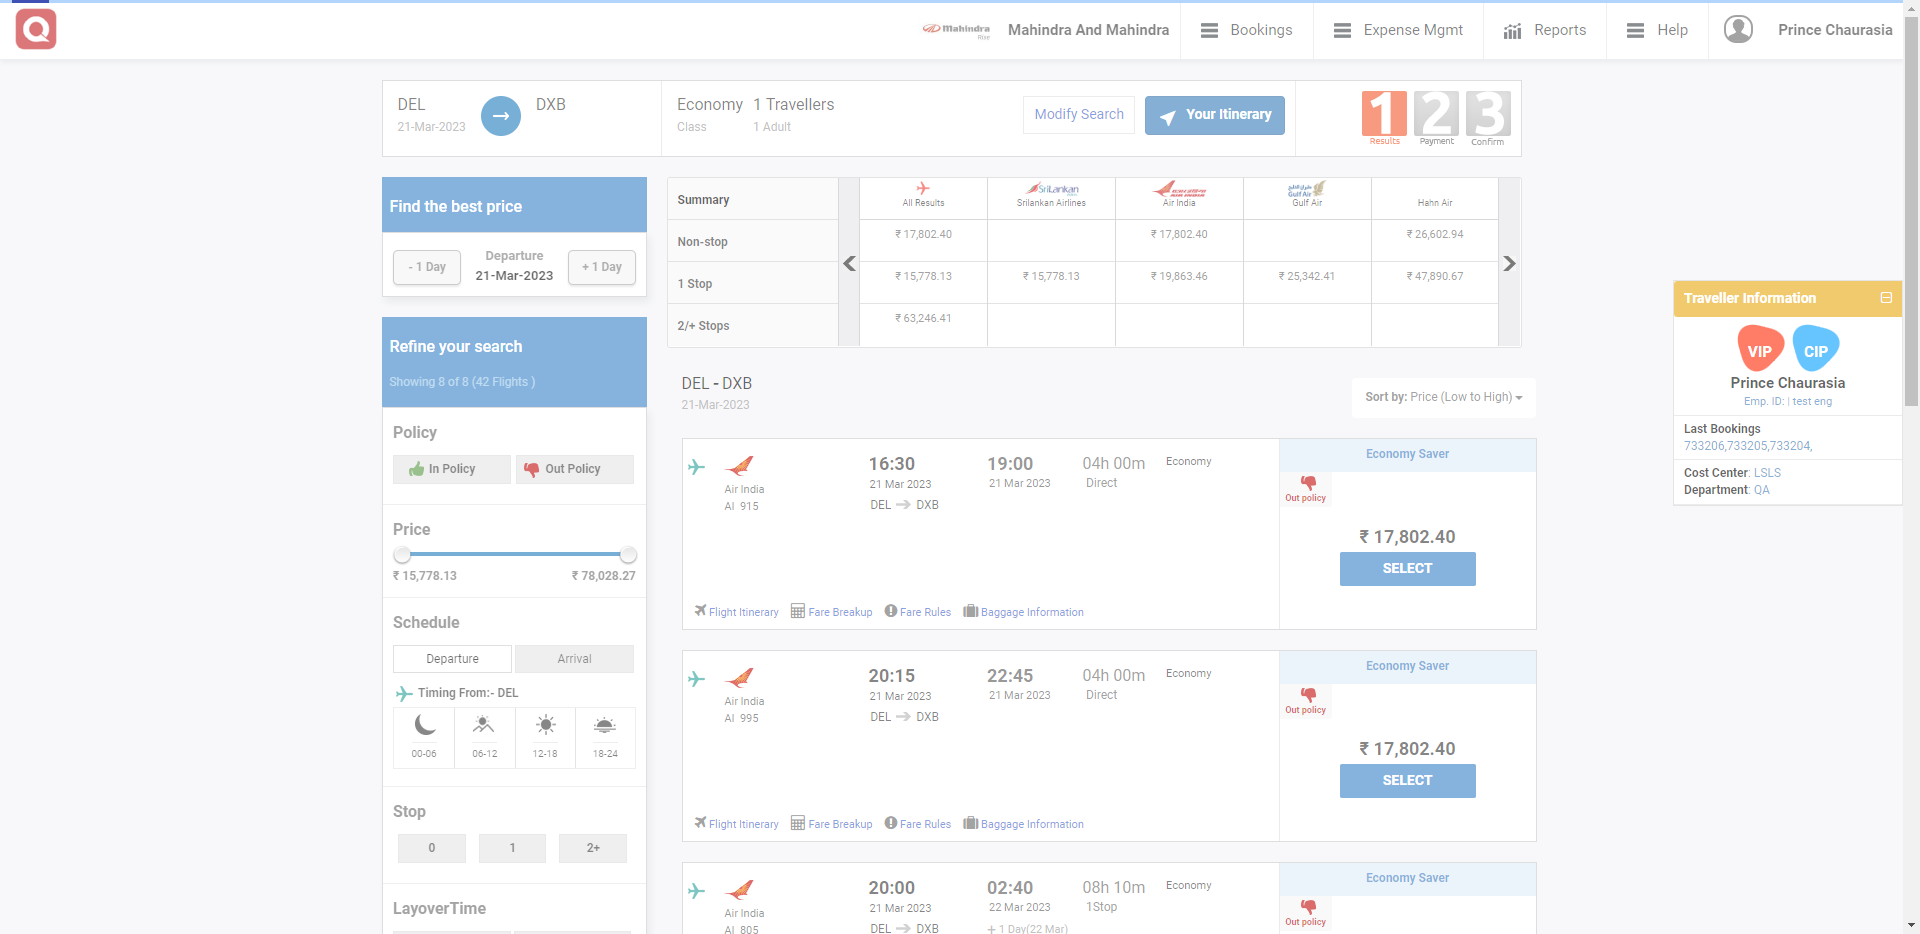 Mahindra
Rise
Mahindra And Mahindra
Bookings
Expense Mgmt
Reports
Help
Prince Chaurasia
DEL
21-Mar-2023
DXB
Economy
Class
1 Travellers
1 Adult
Modify Search
Your Itinerary
1
Results
2
Payment
3
Confirm
Find the best price
- 1 Day
Departure
21-Mar-2023
+ 1 Day
Refine your search
Showing 8 of 8 (42 Flights )
Policy
In Policy
Out Policy
Price
₹ 15,778.13
₹ 78,028.27
Schedule
Departure
Arrival
Timing From:- DEL
00-06
06-12
12-18
18-24
Stop
0
1
2+
LayoverTime
Summary
All Results
SriLankan
Srilankan Airlines
Air India
Gulf Air
Gulf Air
Hahn Air
Non-stop
₹ 17,802.40
₹ 17,802.40
₹ 26,602.94
1 Stop
₹ 15,778.13
₹ 15,778.13
₹ 19,863.46
₹ 25,342.41
₹ 47,890.67
2/+ Stops
₹ 63,246.41
DEL - DXB
21-Mar-2023
Sort by: Price (Low to High)
Air India
AI 915
16:30
21 Mar 2023
DEL DXB
19:00
21 Mar 2023
04h 00m
Direct
Economy
Economy Saver
Out policy
₹ 17,802.40
SELECT
Flight Itinerary
Fare Breakup
Fare Rules
Baggage Information
Air India
AI 995
20:15
21 Mar 2023
DEL DXB
22:45
21 Mar 2023
04h 00m
Direct
Economy
Economy Saver
Out policy
₹ 17,802.40
SELECT
Flight Itinerary
Fare Breakup
Fare Rules
Baggage Information
Air India
AI 805
20:00
21 Mar 2023
DEL DXB
02:40
22 Mar 2023
+ 1 Day(22 Mar)
08h 10m
1Stop
Economy
Economy Saver
Out policy
Traveller Information
VIP
CIP
Prince Chaurasia
Emp. ID: | test eng
Last Bookings
733206,733205,733204,
Cost Center: LSLS
Department: QA